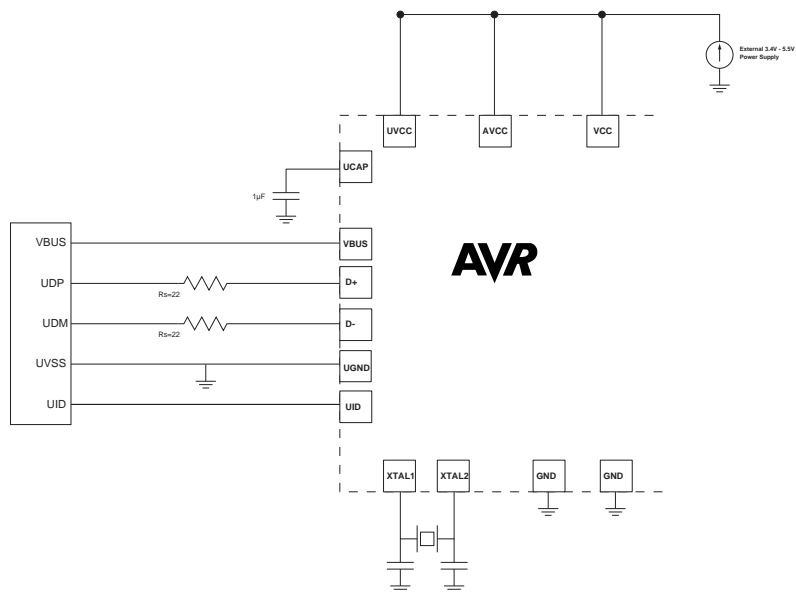 External 3.4V - 5.5V
Power Supply
UVCC
AVCC
VCC
UCAP
1µF
VBUS
VBUS
AVR
UDP
Rs=22
D+
UDM
Rs=22
D-
UVSS
UGND
UID
UID
XTAL1
XTAL2
GND
GND